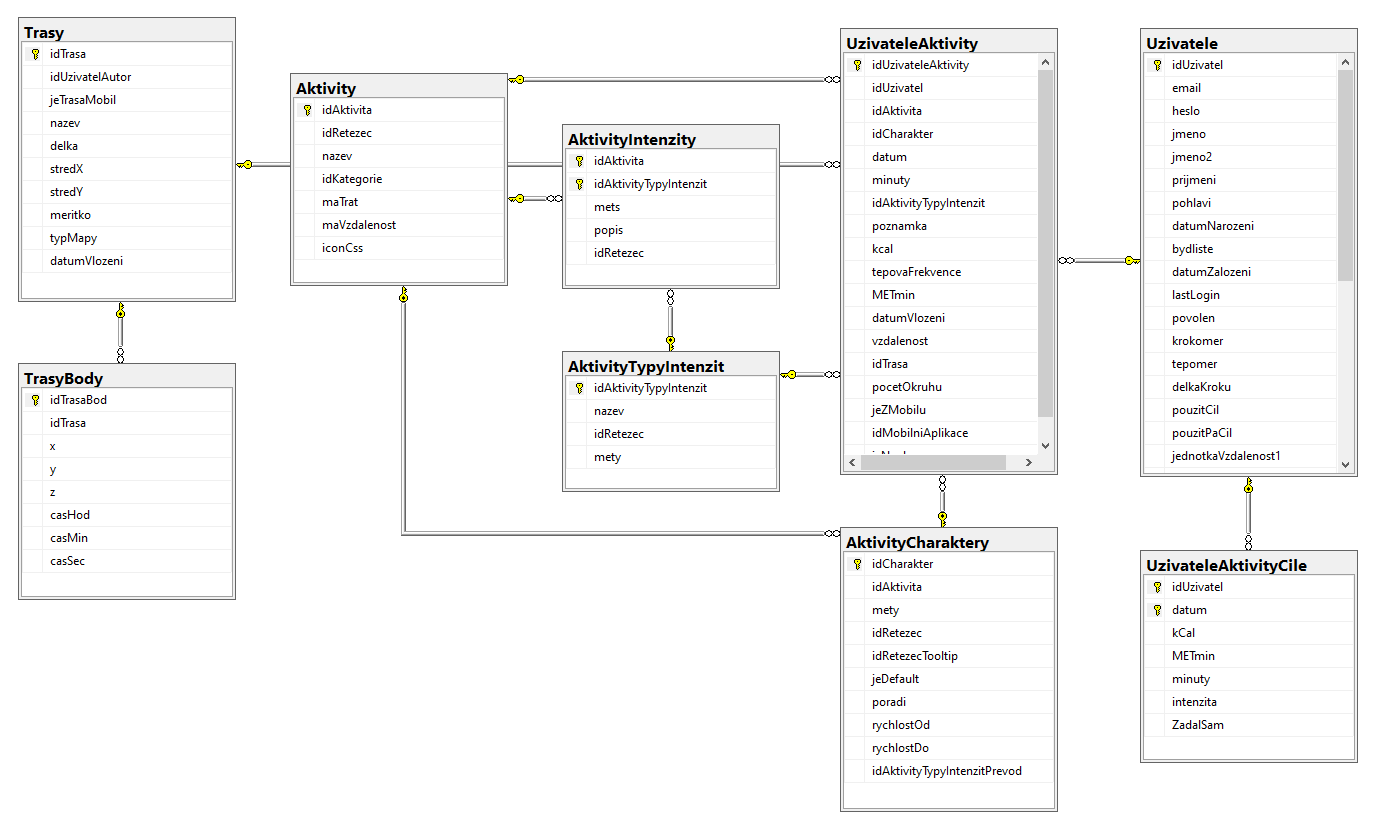 Trasy
idTrasa
idUzivatelAutor
jeTrasaMobil
nazev
delka
stredX
stredY
meritko
typMapy
datumVlozeni
TrasyBody
idTrasaBod
idTrasa
x
y
z
casHod
casMin
casSec
Aktivity
idAktivita
idRetezec
nazev
idKategorie
maTrat
maVzdalenost
iconCss
AktivityIntenzity
idAktivita
idAktivityTypyIntenzit
mets
popis
idRetezec
AktivityTypyIntenzit
idAktivityTypyIntenzit
nazev
idRetezec
mety
UzivateleAktivity
idUzivateleAktivity
idUzivatel
idAktivita
idCharakter
datum
minuty
idAktivityTypyIntenzit
poznamka
kcal
tepovaFrekvence
METmin
datumVlozeni
vzdalenost
idTrasa
pocetOkruhu
jeZMobilu
idMobilniAplikace
AktivityCharaktery
idCharakter
idAktivita
mety
idRetezec
idRetezecTooltip
jeDefault
poradi
rychlostOd
rychlostDo
idAktivityTypyIntenzitPrevod
Uzivatele
idUzivatel
email
heslo
jmeno
jmeno2
prijmeni
pohlavi
datumNarozeni
bydliste
datumZalozeni
lastLogin
povolen
krokomer
tepomer
delkaKroku
pouzitCil
pouzitPaCil
jednotkaVzdalenost1
UzivateleAktivityCile
idUzivatel
datum
kCal
METmin
minuty
intenzita
ZadalSam